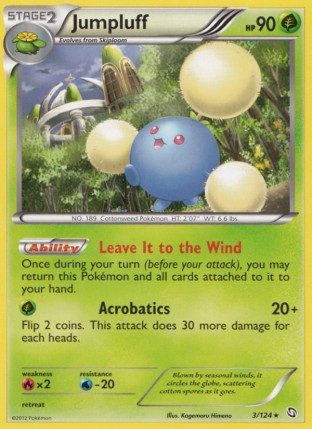 STAGE2
Jumpluff
HP90
Evolves from Skiploom
NO. 189 Cottonweed Pokémon HT. 2'07" WT. 6.6 lbs.
Ability Leave It to the Wind
Once during your turn (before your attack), you may
return this Pokémon and all cards attached to it to
your hand.
Acrobatics 20+
Flip 2 coins. This attack does 30 more damage for
each heads.
weakness resistance
×2 -20
retreat
Blown by seasonal winds, it
circles the globe, scattering
cotton spores as it goes.
©2012 Pokémon
Illus. Kagemaru Himeno
3/124 ★